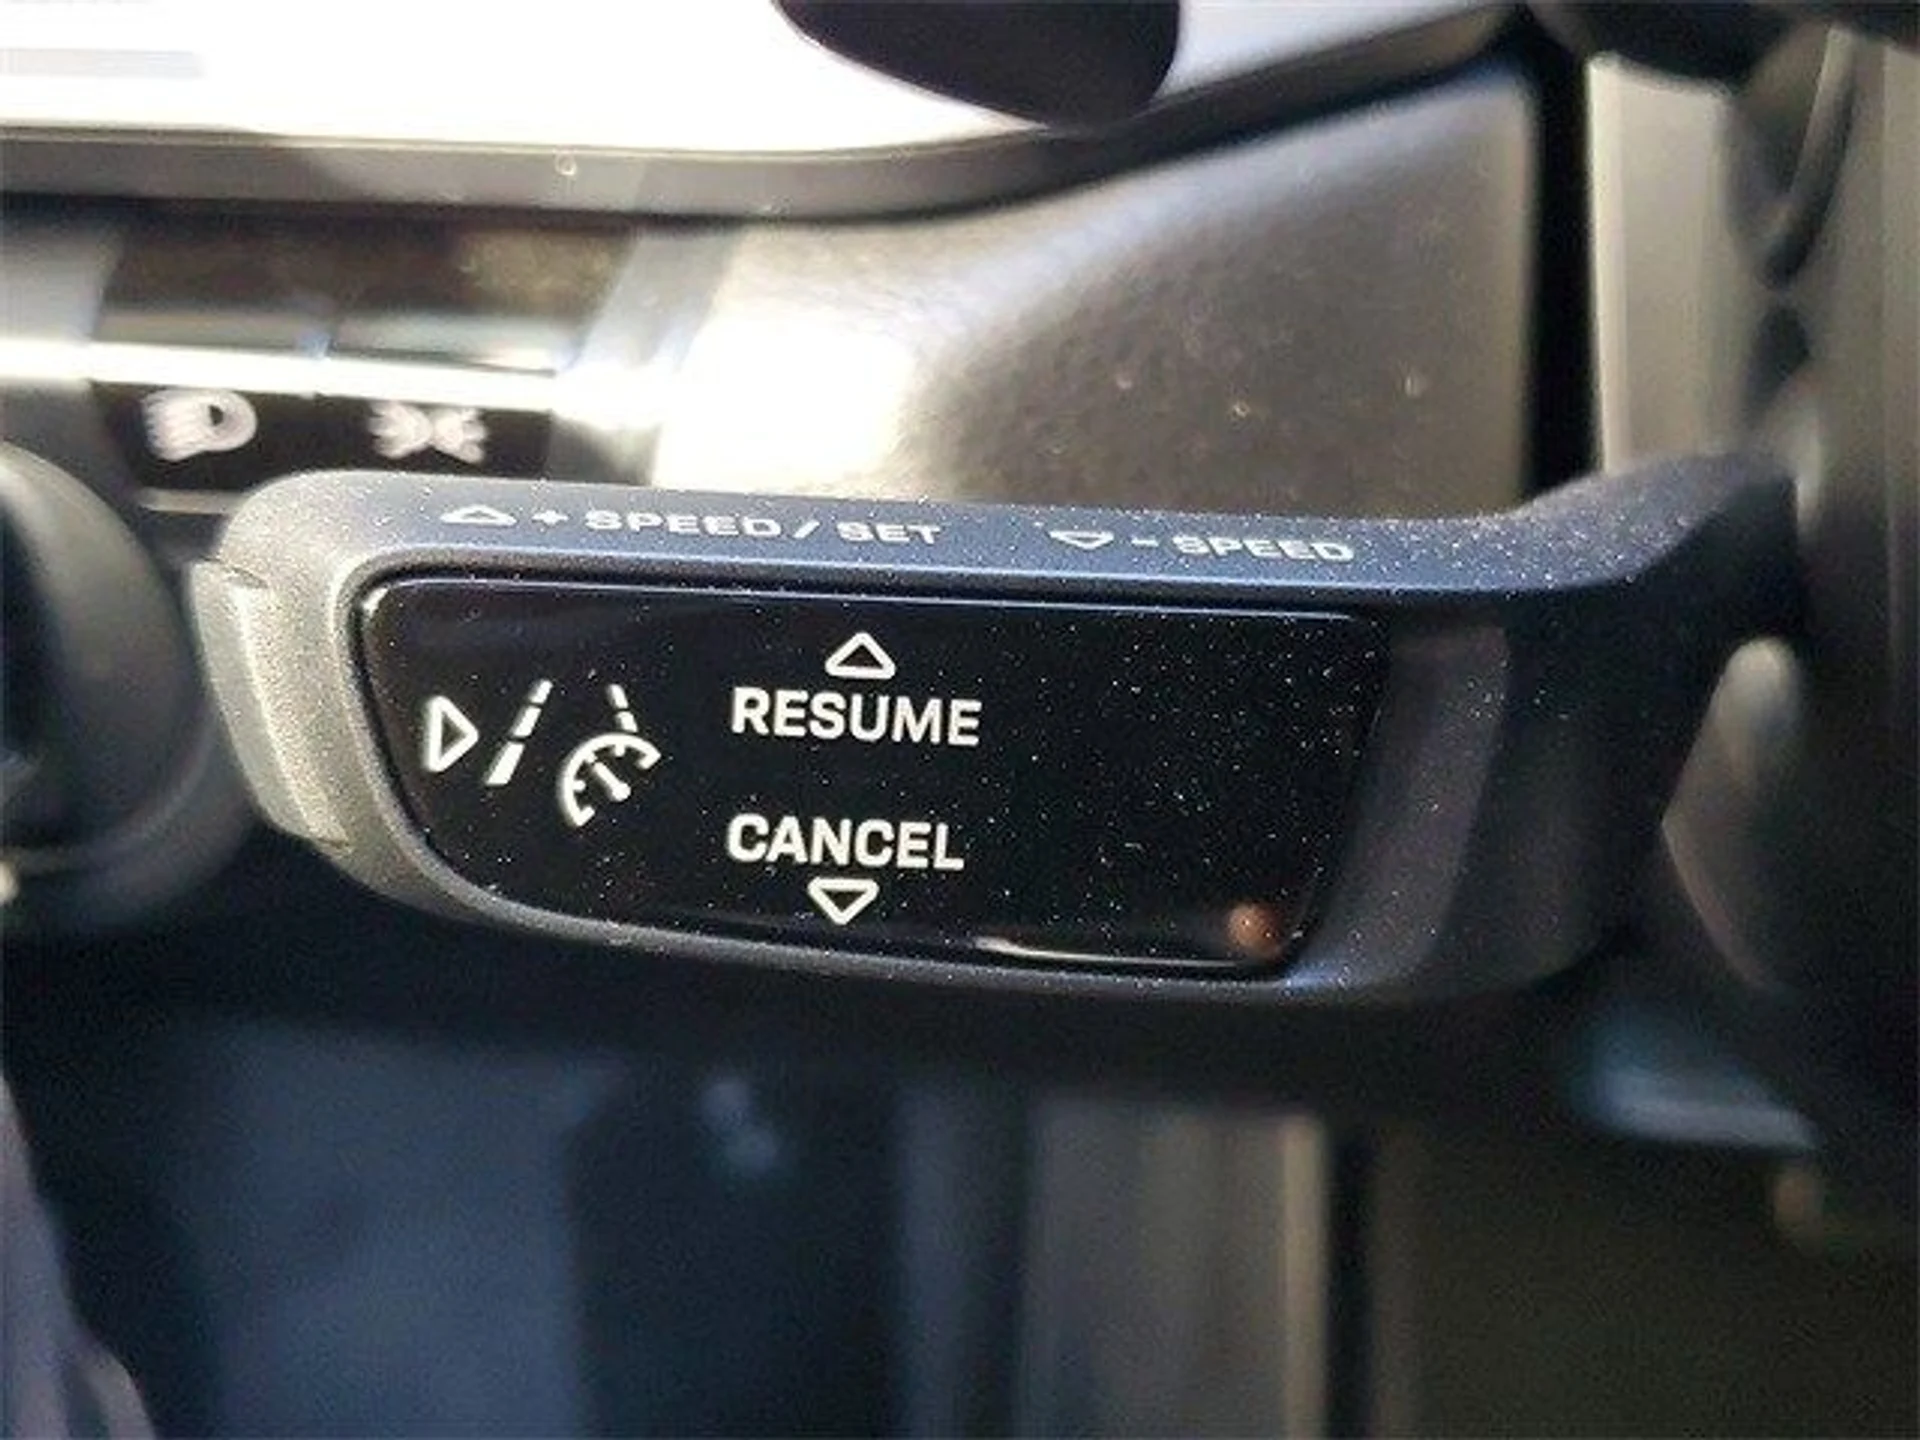 + SPEED / SET - SPEED
RESUME
CANCEL